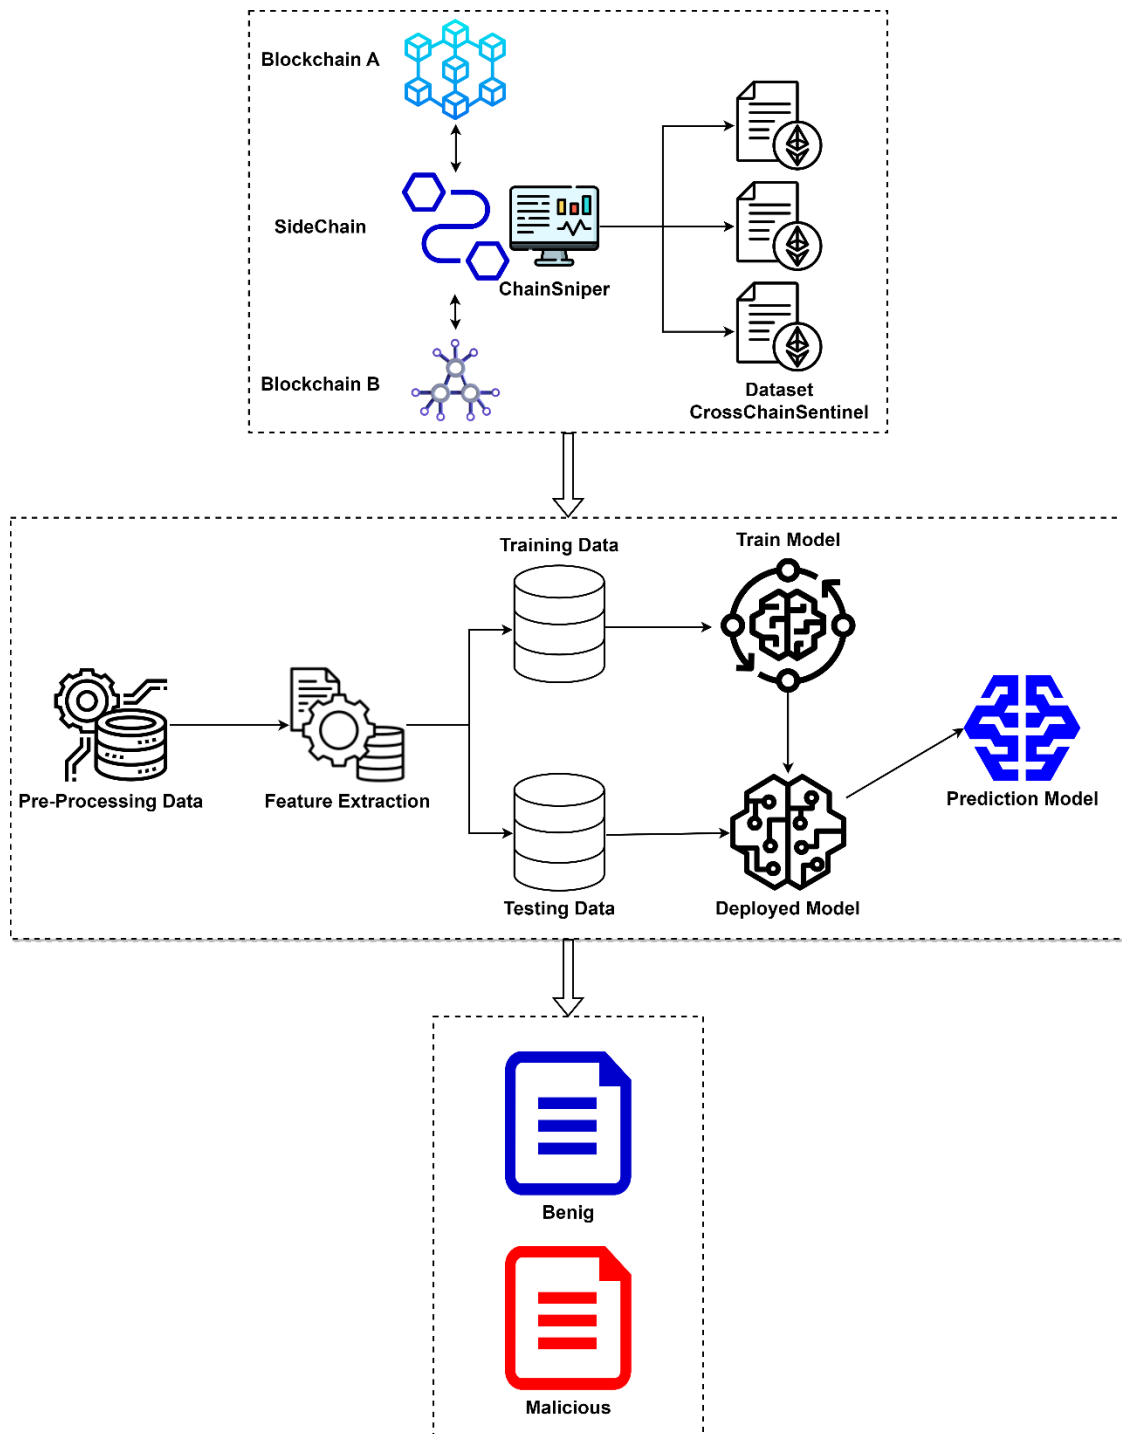 Blockchain A
SideChain
ChainSniper
Blockchain B
Dataset
CrossChainSentinel
Training Data
Train Model
Pre-Processing Data
Feature Extraction
Prediction Model
Testing Data
Deployed Model
Benig
Malicious